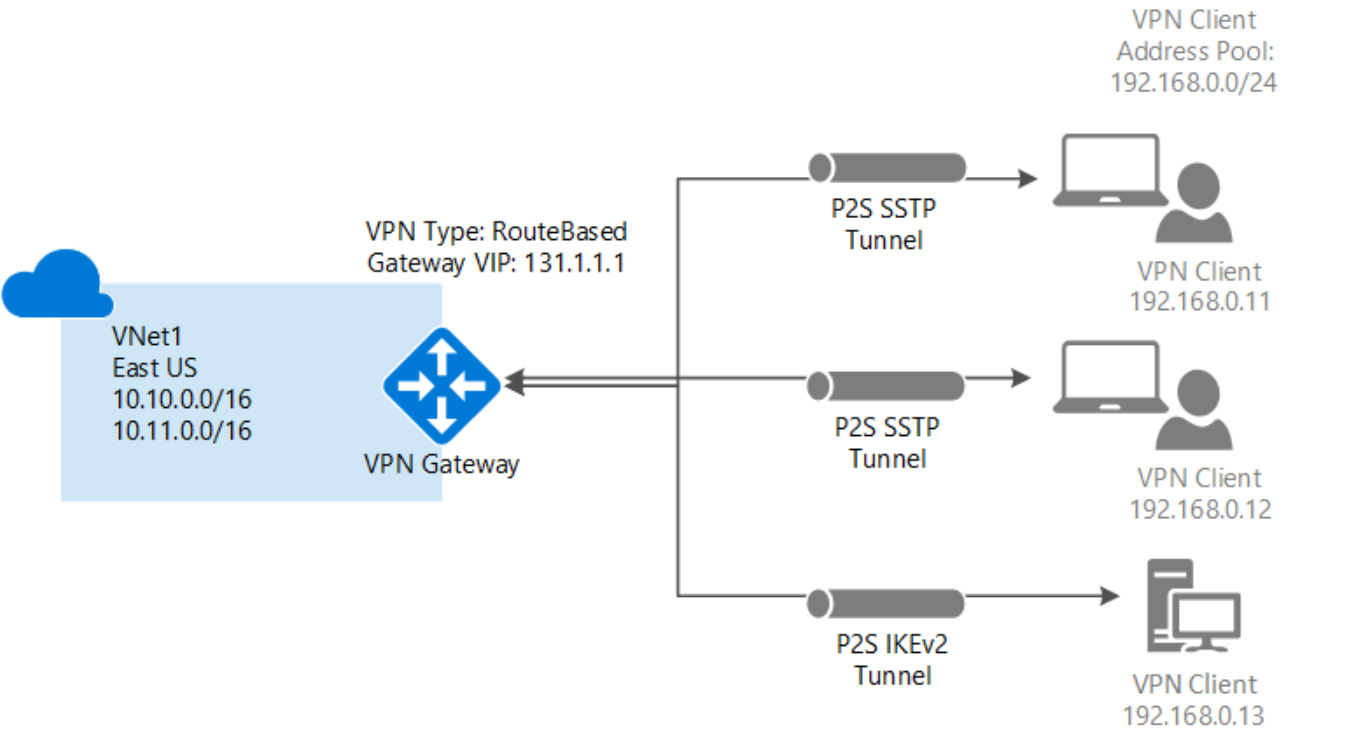 VPN Client
Address Pool:
192.168.0.0/24
P2S SSTP
Tunnel
VPN Client
192.168.0.11
VPN Type: RouteBased
Gateway VIP: 131.1.1.1
VNet1
East US
10.10.0.0/16
10.11.0.0/16
VPN Gateway
P2S SSTP
Tunnel
VPN Client
192.168.0.12
P2S IKEv2
Tunnel
VPN Client
192.168.0.13